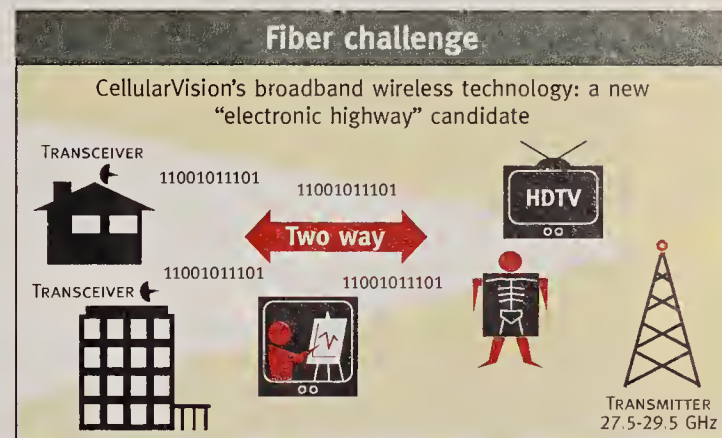 Fiber challenge
CellularVision's broadband wireless technology: a new
"electronic highway" candidate
TRANSCEIVER
11001011101
11001011101
HDTV
Two way
11001011101
11001011101
TRANSCEIVER
TRANSMITTER
27.5-29.5 GHz